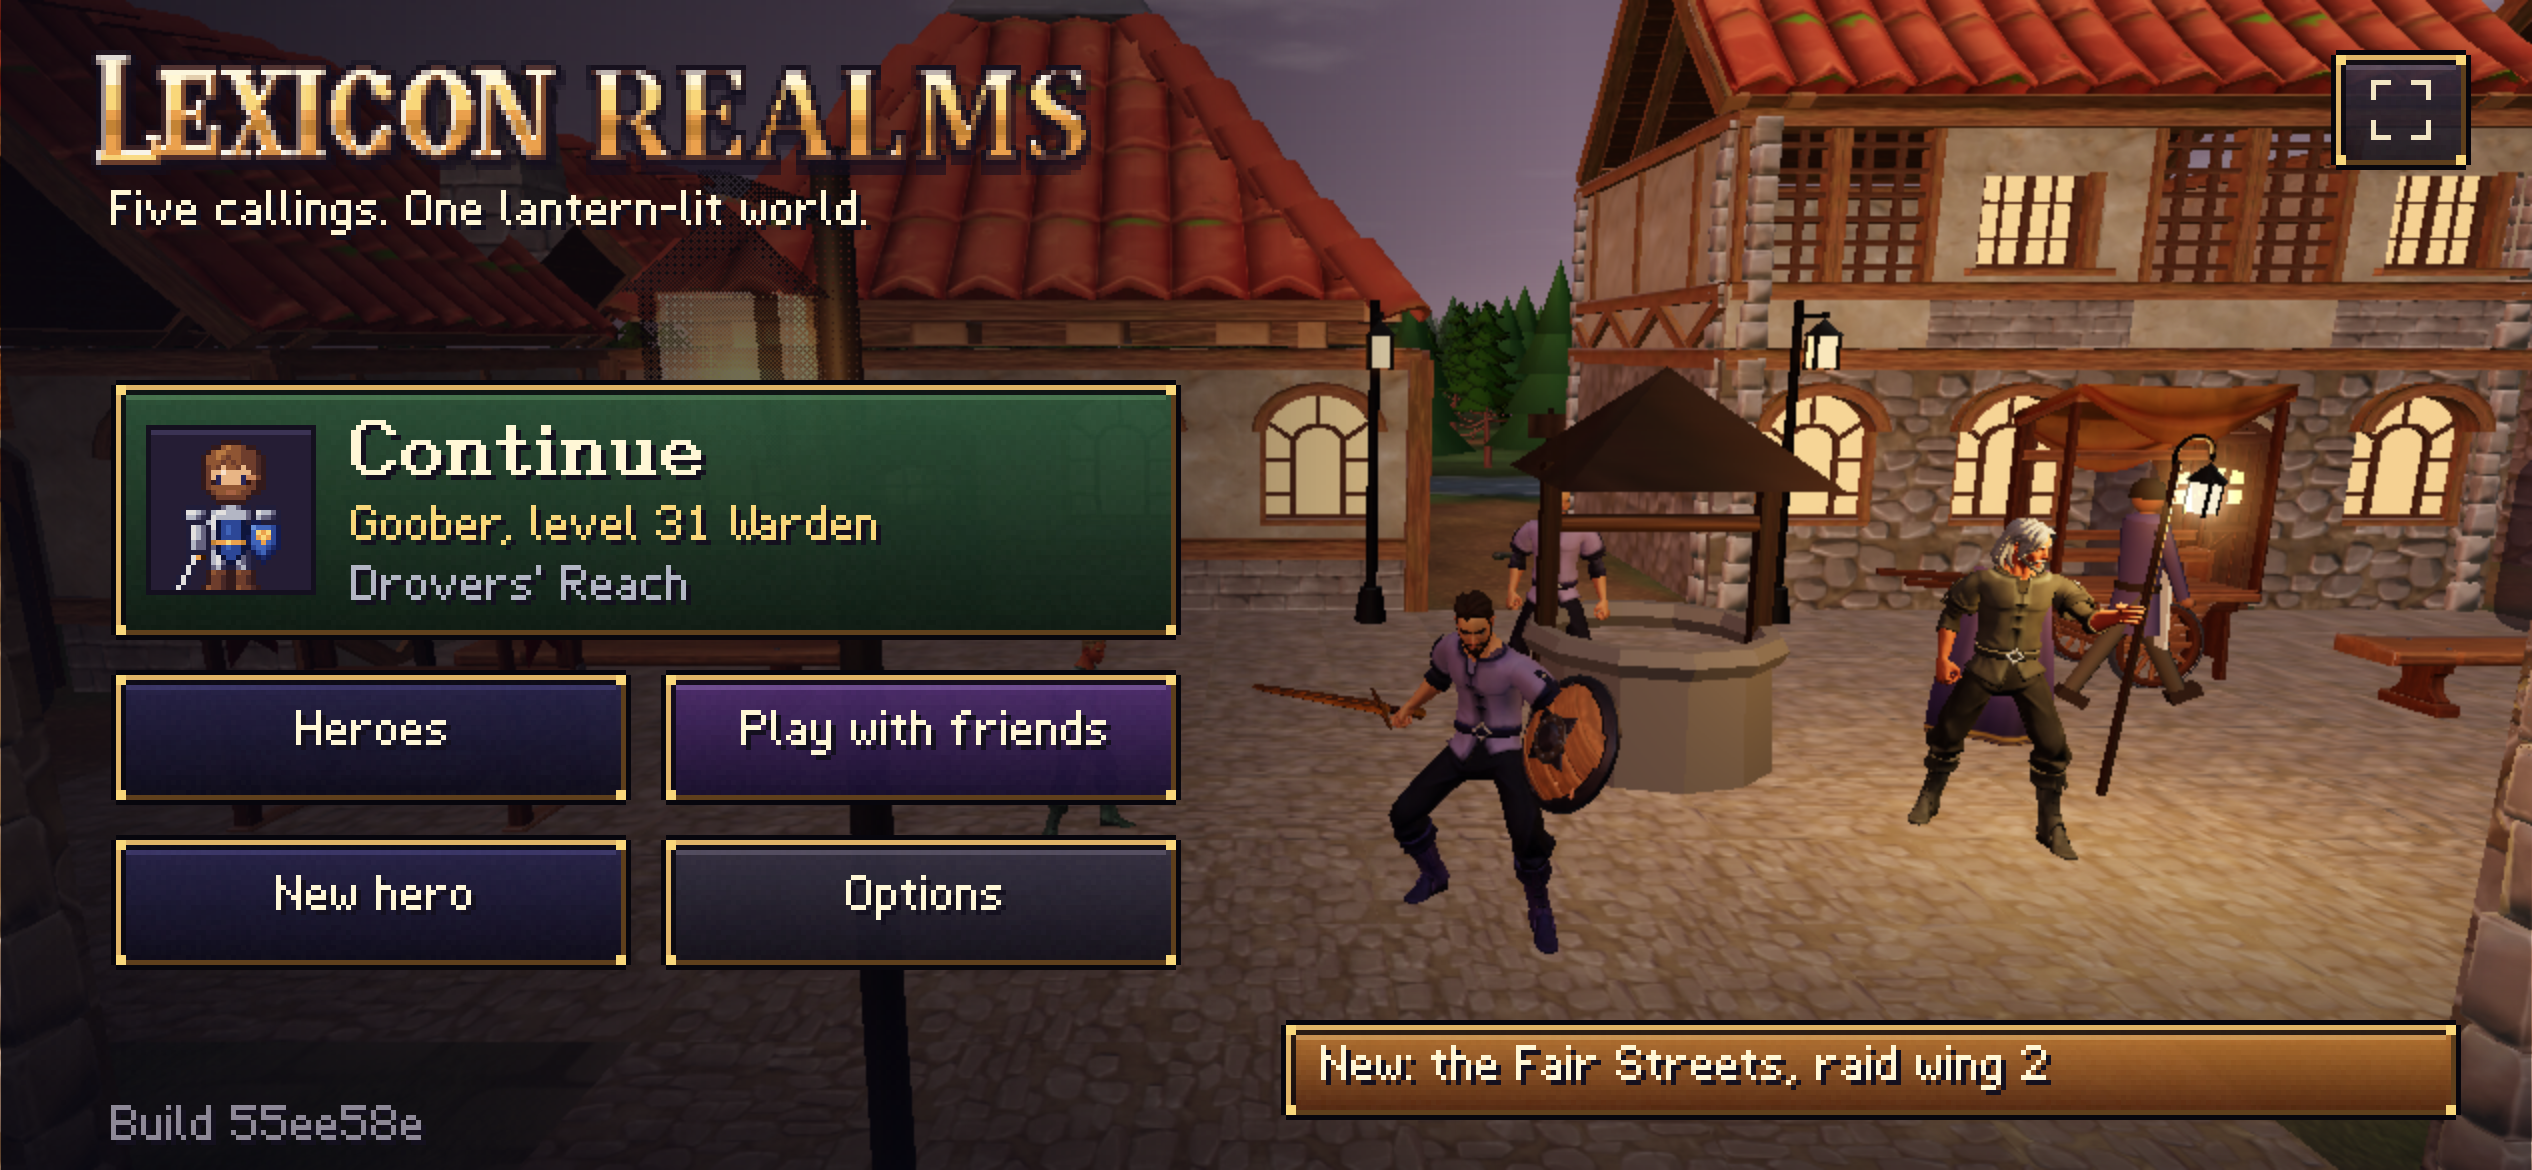 LEXICON REALMS
Five callings. One lantern-lit world.
Continue
Goober, level 31 Warden
Drovers' Reach
Heroes
Play with friends
New hero
Options
New: the Fair Streets, raid wing 2
Build 55ee58e